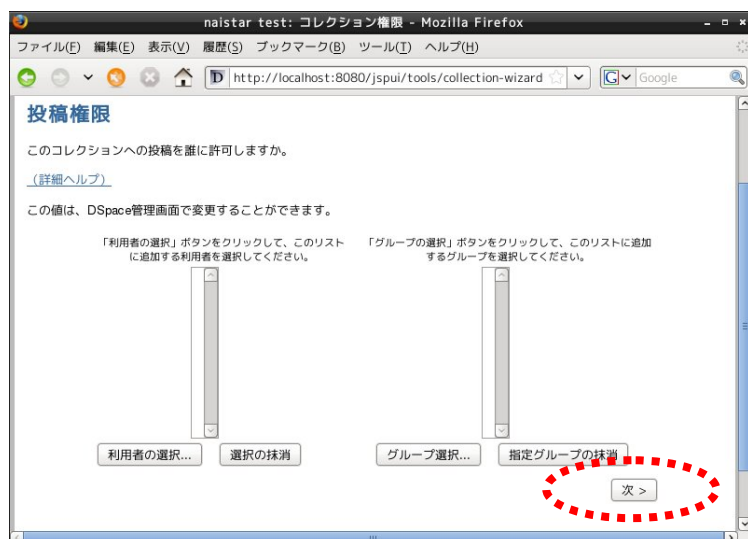 naistar test: コレクション権限 - Mozilla Firefox
ファイル(F) 編集(E) 表示(V) 履歴(S) ブックマーク(B) ツール(T) ヘルプ(H)
D http://localhost:8080/jspui/tools/collection-wizard G Google
投稿権限
このコレクションへの投稿を誰に許可しますか。
（詳細ヘルプ）
この値は、DSpace管理画面で変更することができます。
「利用者の選択」ボタンをクリックして、このリスト
に追加する利用者を選択してください。
「グループの選択」ボタンをクリックして、このリストに追加
するグループを選択してください。
利用者の選択... 選択の抹消 グループ選択... 指定グループの抹消
次 >